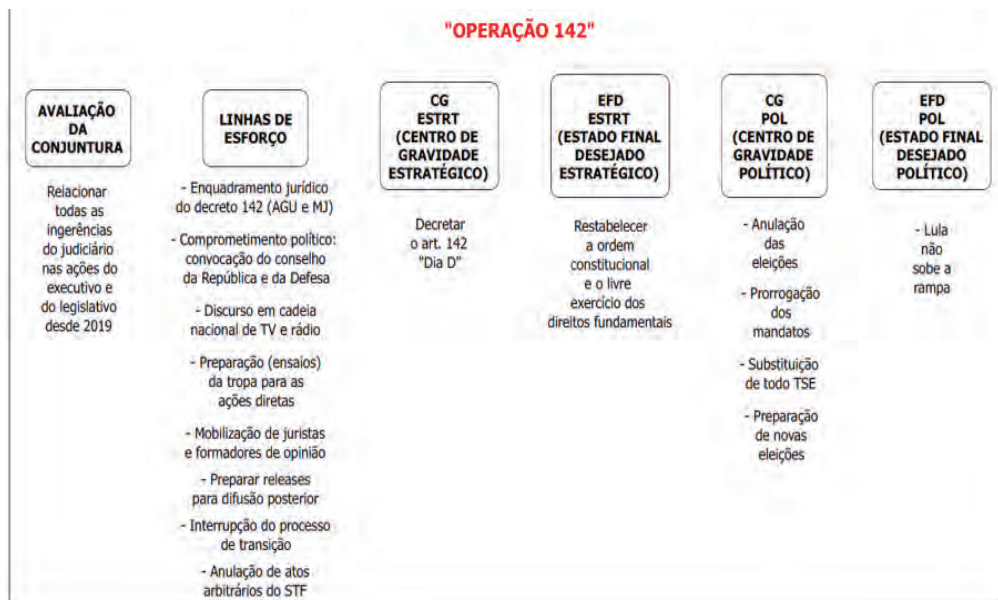 "OPERAÇÃO 142"
AVALIAÇÃO
DA
CONJUNTURA
Relacionar
todas as
ingerências
do judiciário
nas ações do
executivo e
do legislativo
desde 2019
LINHAS DE
ESFORÇO
- Enquadramento jurídico
do decreto 142 (AGU e MJ)
- Comprometimento político:
convocação do conselho
da República e da Defesa
- Discurso em cadeia
nacional de TV e rádio
- Preparação (ensaios)
da tropa para as
ações diretas
- Mobilização de juristas
e formadores de opinião
- Preparar releases
para difusão posterior
- Interrupção do processo
de transição
- Anulação de atos
arbitrários do STF
CG
ESTRT
(CENTRO DE
GRAVIDADE
ESTRATÉGICO)
Decretar
o art. 142
"Dia D"
EFD
ESTRT
(ESTADO FINAL
DESEJADO
ESTRATÉGICO)
Restabelecer
a ordem
constitucional
e o livre
exercício dos
direitos fundamentais
CG
POL
(CENTRO DE
GRAVIDADE
POLÍTICO)
- Anulação
das
eleições
- Prorrogação
dos
mandatos
- Substituição
de todo TSE
- Preparação
de novas
eleições
EFD
POL
(ESTADO FINAL
DESEJADO
POLÍTICO)
- Lula
não
sobe a
rampa